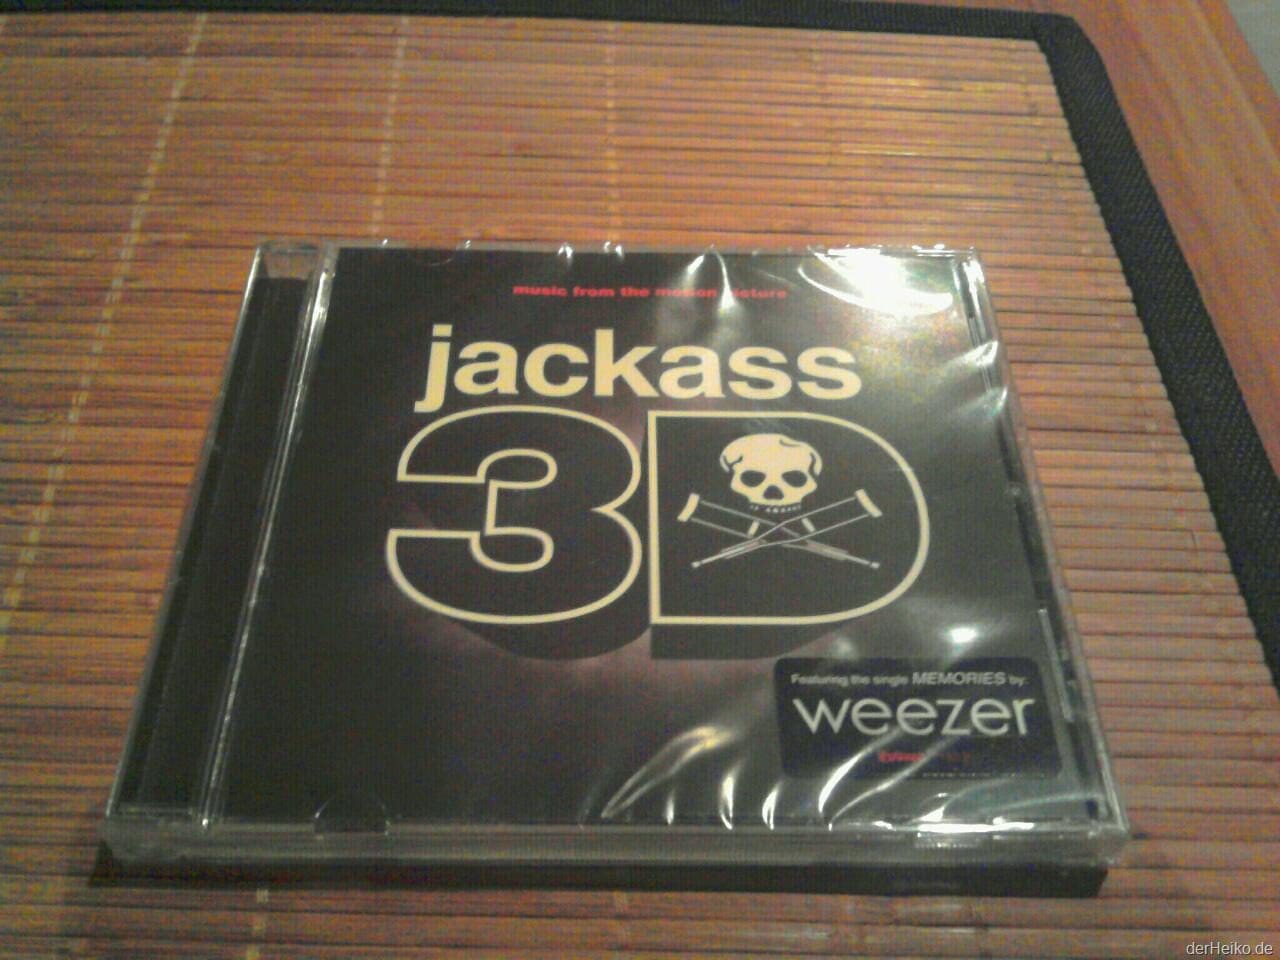 music from the motion picture
jackass
3D
Featuring the single MEMORIES by:
weezer
derHeiko.de